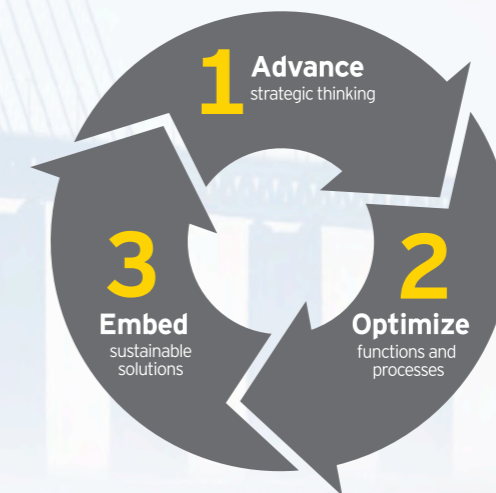 1
Advance
strategic thinking
2
Optimize
functions and
processes
3
Embed
sustainable
solutions